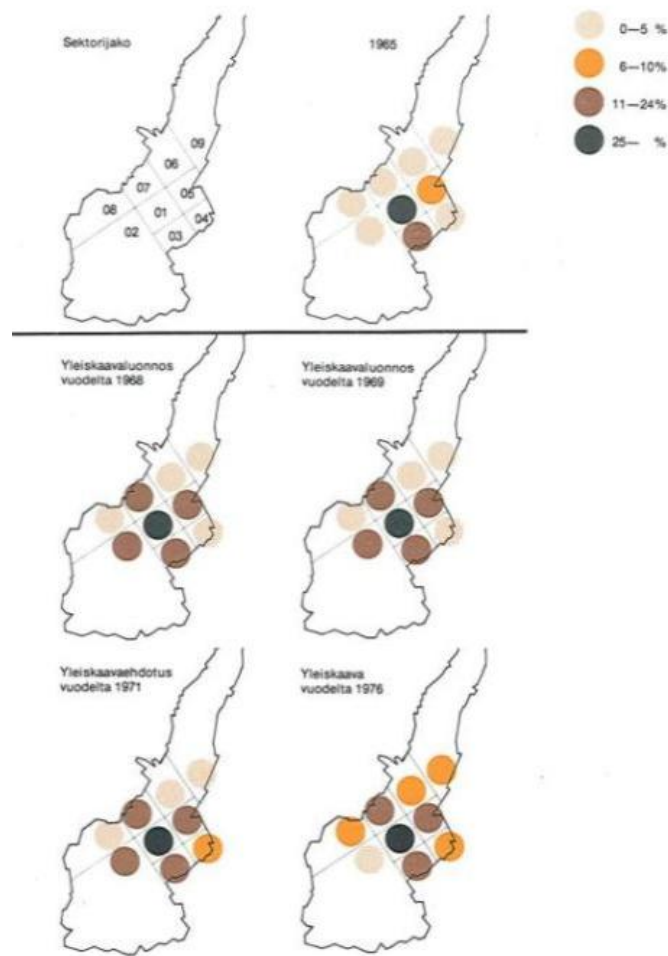 Sektorijako
1965
0—5 %
6—10%
11—24%
25— %
09
06
07
05
08
01
04
02
03
Yleiskaavaluonnos
vuodelta 1968
Yleiskaavaluonnos
vuodelta 1969
Yleiskaavaehdotus
vuodelta 1971
Yleiskaava
vuodelta 1976